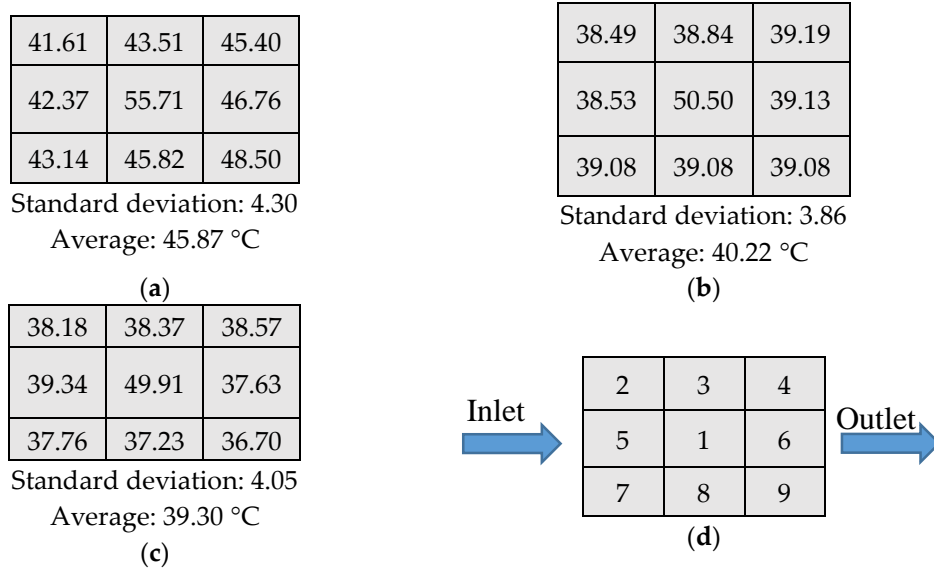 41.61 43.51 45.40
42.37 55.71 46.76
43.14 45.82 48.50
Standard deviation: 4.30
Average: 45.87 °C
(a)
38.49 38.84 39.19
38.53 50.50 39.13
39.08 39.08 39.08
Standard deviation: 3.86
Average: 40.22 °C
(b)
38.18 38.37 38.57
39.34 49.91 37.63
37.76 37.23 36.70
Standard deviation: 4.05
Average: 39.30 °C
(c)
2 3 4
Inlet 5 1 6 Outlet
7 8 9
(d)